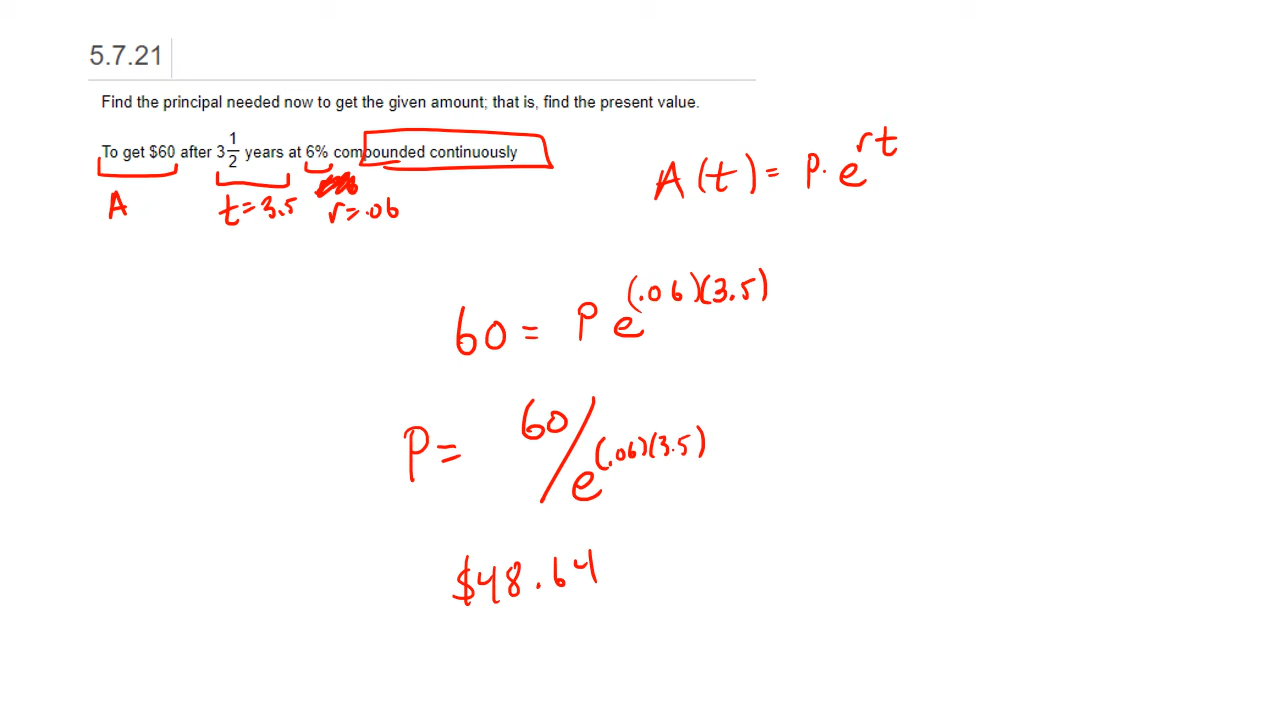 5.7.21
Find the principal needed now to get the given amount; that is, find the present value.
To get $60 after 3 1/2 years at 6% compounded continuously
A(t) = P. e^rt
A
t = 3.5
r = .06
60 = P e^(.06)(3.5)
P = 60/e^(.06)(3.5)
$48.64